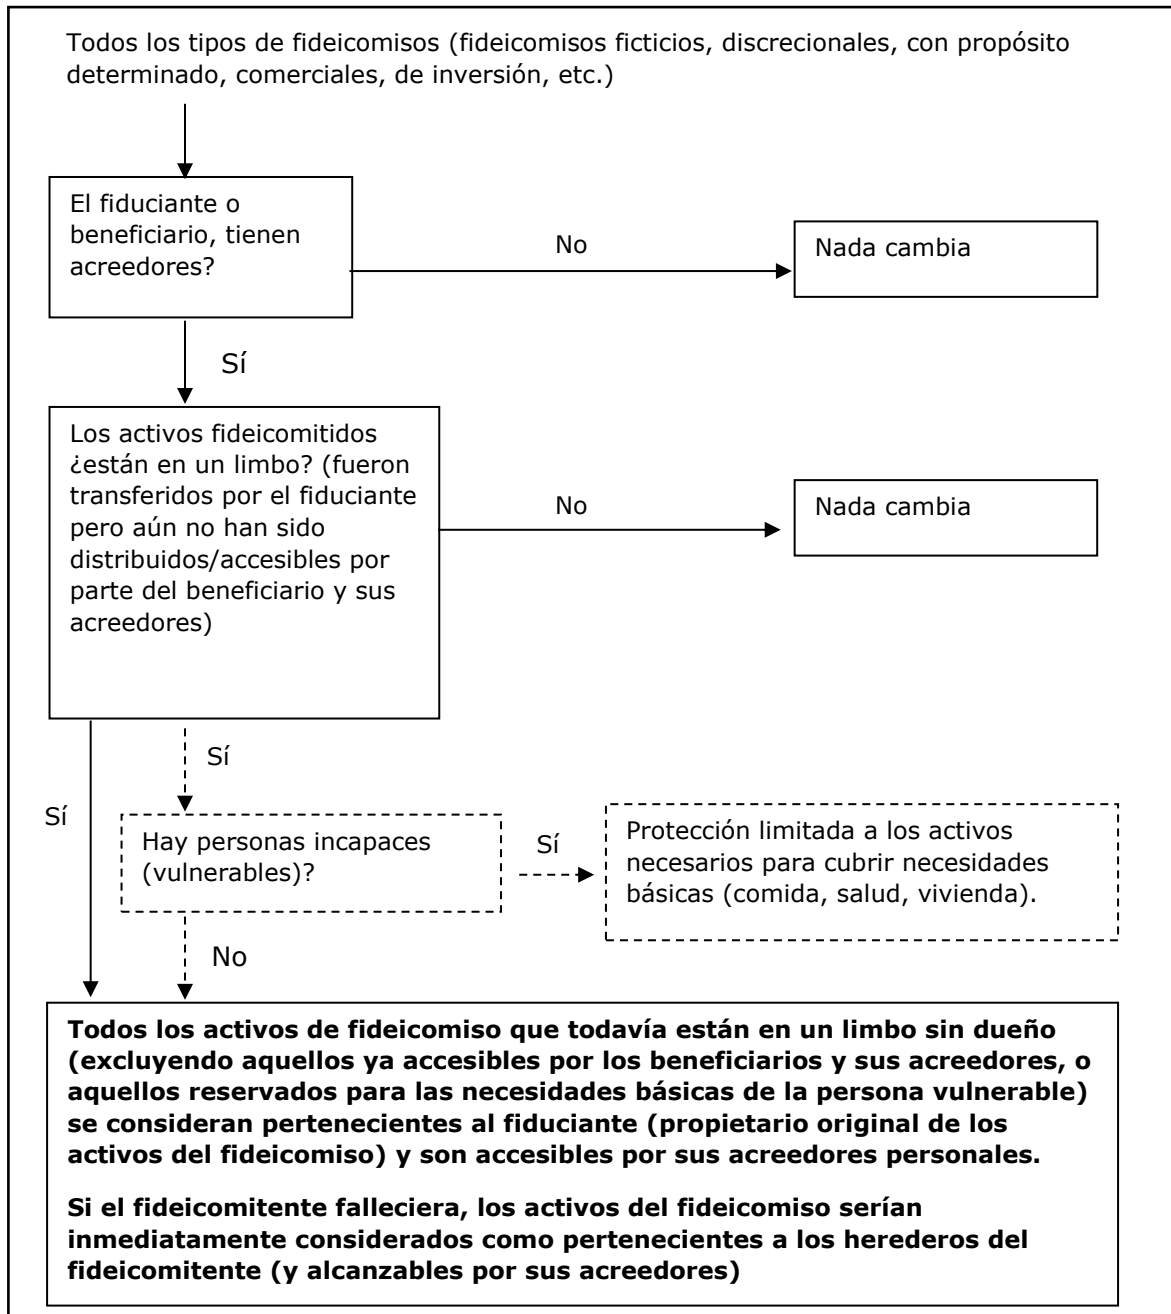 Todos los tipos de fideicomisos (fideicomisos ficticios, discrecionales, con propósito
determinado, comerciales, de inversión, etc.)
El fiduciante o
beneficiario, tienen
acreedores?
No
Nada cambia
Sí
Los activos fideicomitidos
¿están en un limbo? (fueron
transferidos por el fiduciante
pero aún no han sido
distribuidos/accesibles por
parte del beneficiario y sus
acreedores)
No
Nada cambia
Sí
Sí
Hay personas incapaces
(vulnerables)?
Sí
Protección limitada a los activos
necesarios para cubrir necesidades
básicas (comida, salud, vivienda).
No
Todos los activos de fideicomiso que todavía están en un limbo sin dueño
(excluyendo aquellos ya accesibles por los beneficiarios y sus acreedores, o
aquellos reservados para las necesidades básicas de la persona vulnerable)
se consideran pertenecientes al fiduciante (propietario original de los
activos del fideicomiso) y son accesibles por sus acreedores personales.
Si el fideicomitente falleciera, los activos del fideicomiso serían
inmediatamente considerados como pertenecientes a los herederos del
fideicomitente (y alcanzables por sus acreedores)